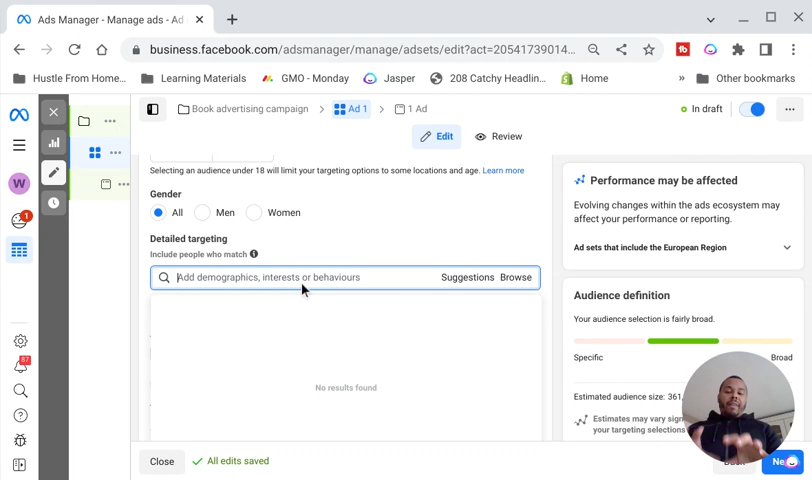 Ads Manager - Manage ads - Ad
business.facebook.com/adsmanager/manage/adsets/edit?act=20541739014...
Hustle From Home...
Learning Materials
GMO - Monday
Jasper
208 Catchy Headlin...
Home
»
Other bookmarks
Book advertising campaign
Ad 1
1 Ad
In draft
Edit
Review
Selecting an audience under 18 will limit your targeting options to some locations and age. Learn more
Gender
All
Men
Women
Detailed targeting
Include people who match
Add demographics, interests or behaviours
Suggestions
Browse
No results found
Close
All edits saved
Performance may be affected
Evolving changes within the ads ecosystem may
affect your performance or reporting.
Ad sets that include the European Region
Audience definition
Your audience selection is fairly broad.
Specific
Broad
Estimated audience size: 361,
Estimates may vary
your targeting selections
W
1
87